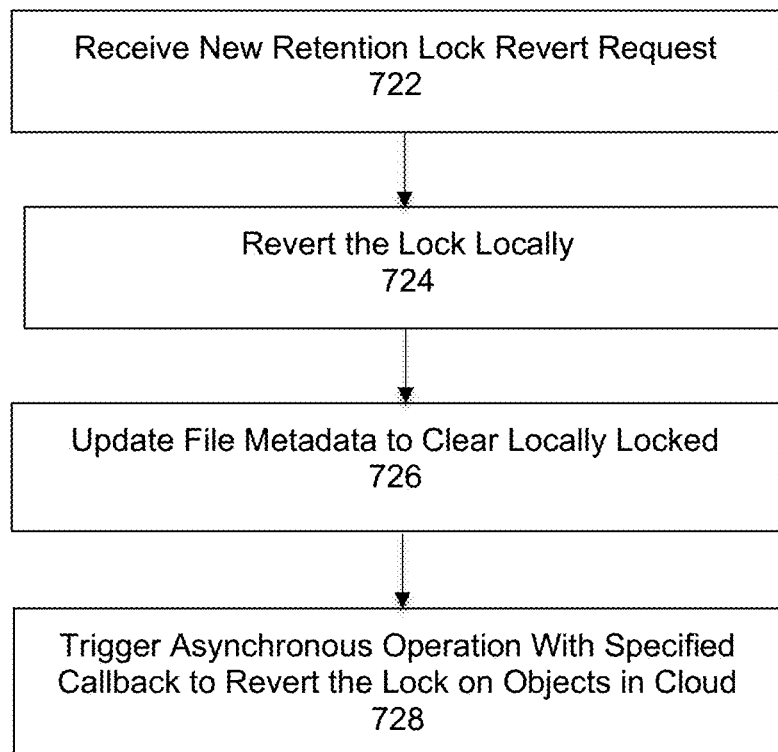 Receive New Retention Lock Revert Request
722
Revert the Lock Locally
724
Update File Metadata to Clear Locally Locked
726
Trigger Asynchronous Operation With Specified
Callback to Revert the Lock on Objects in Cloud
728